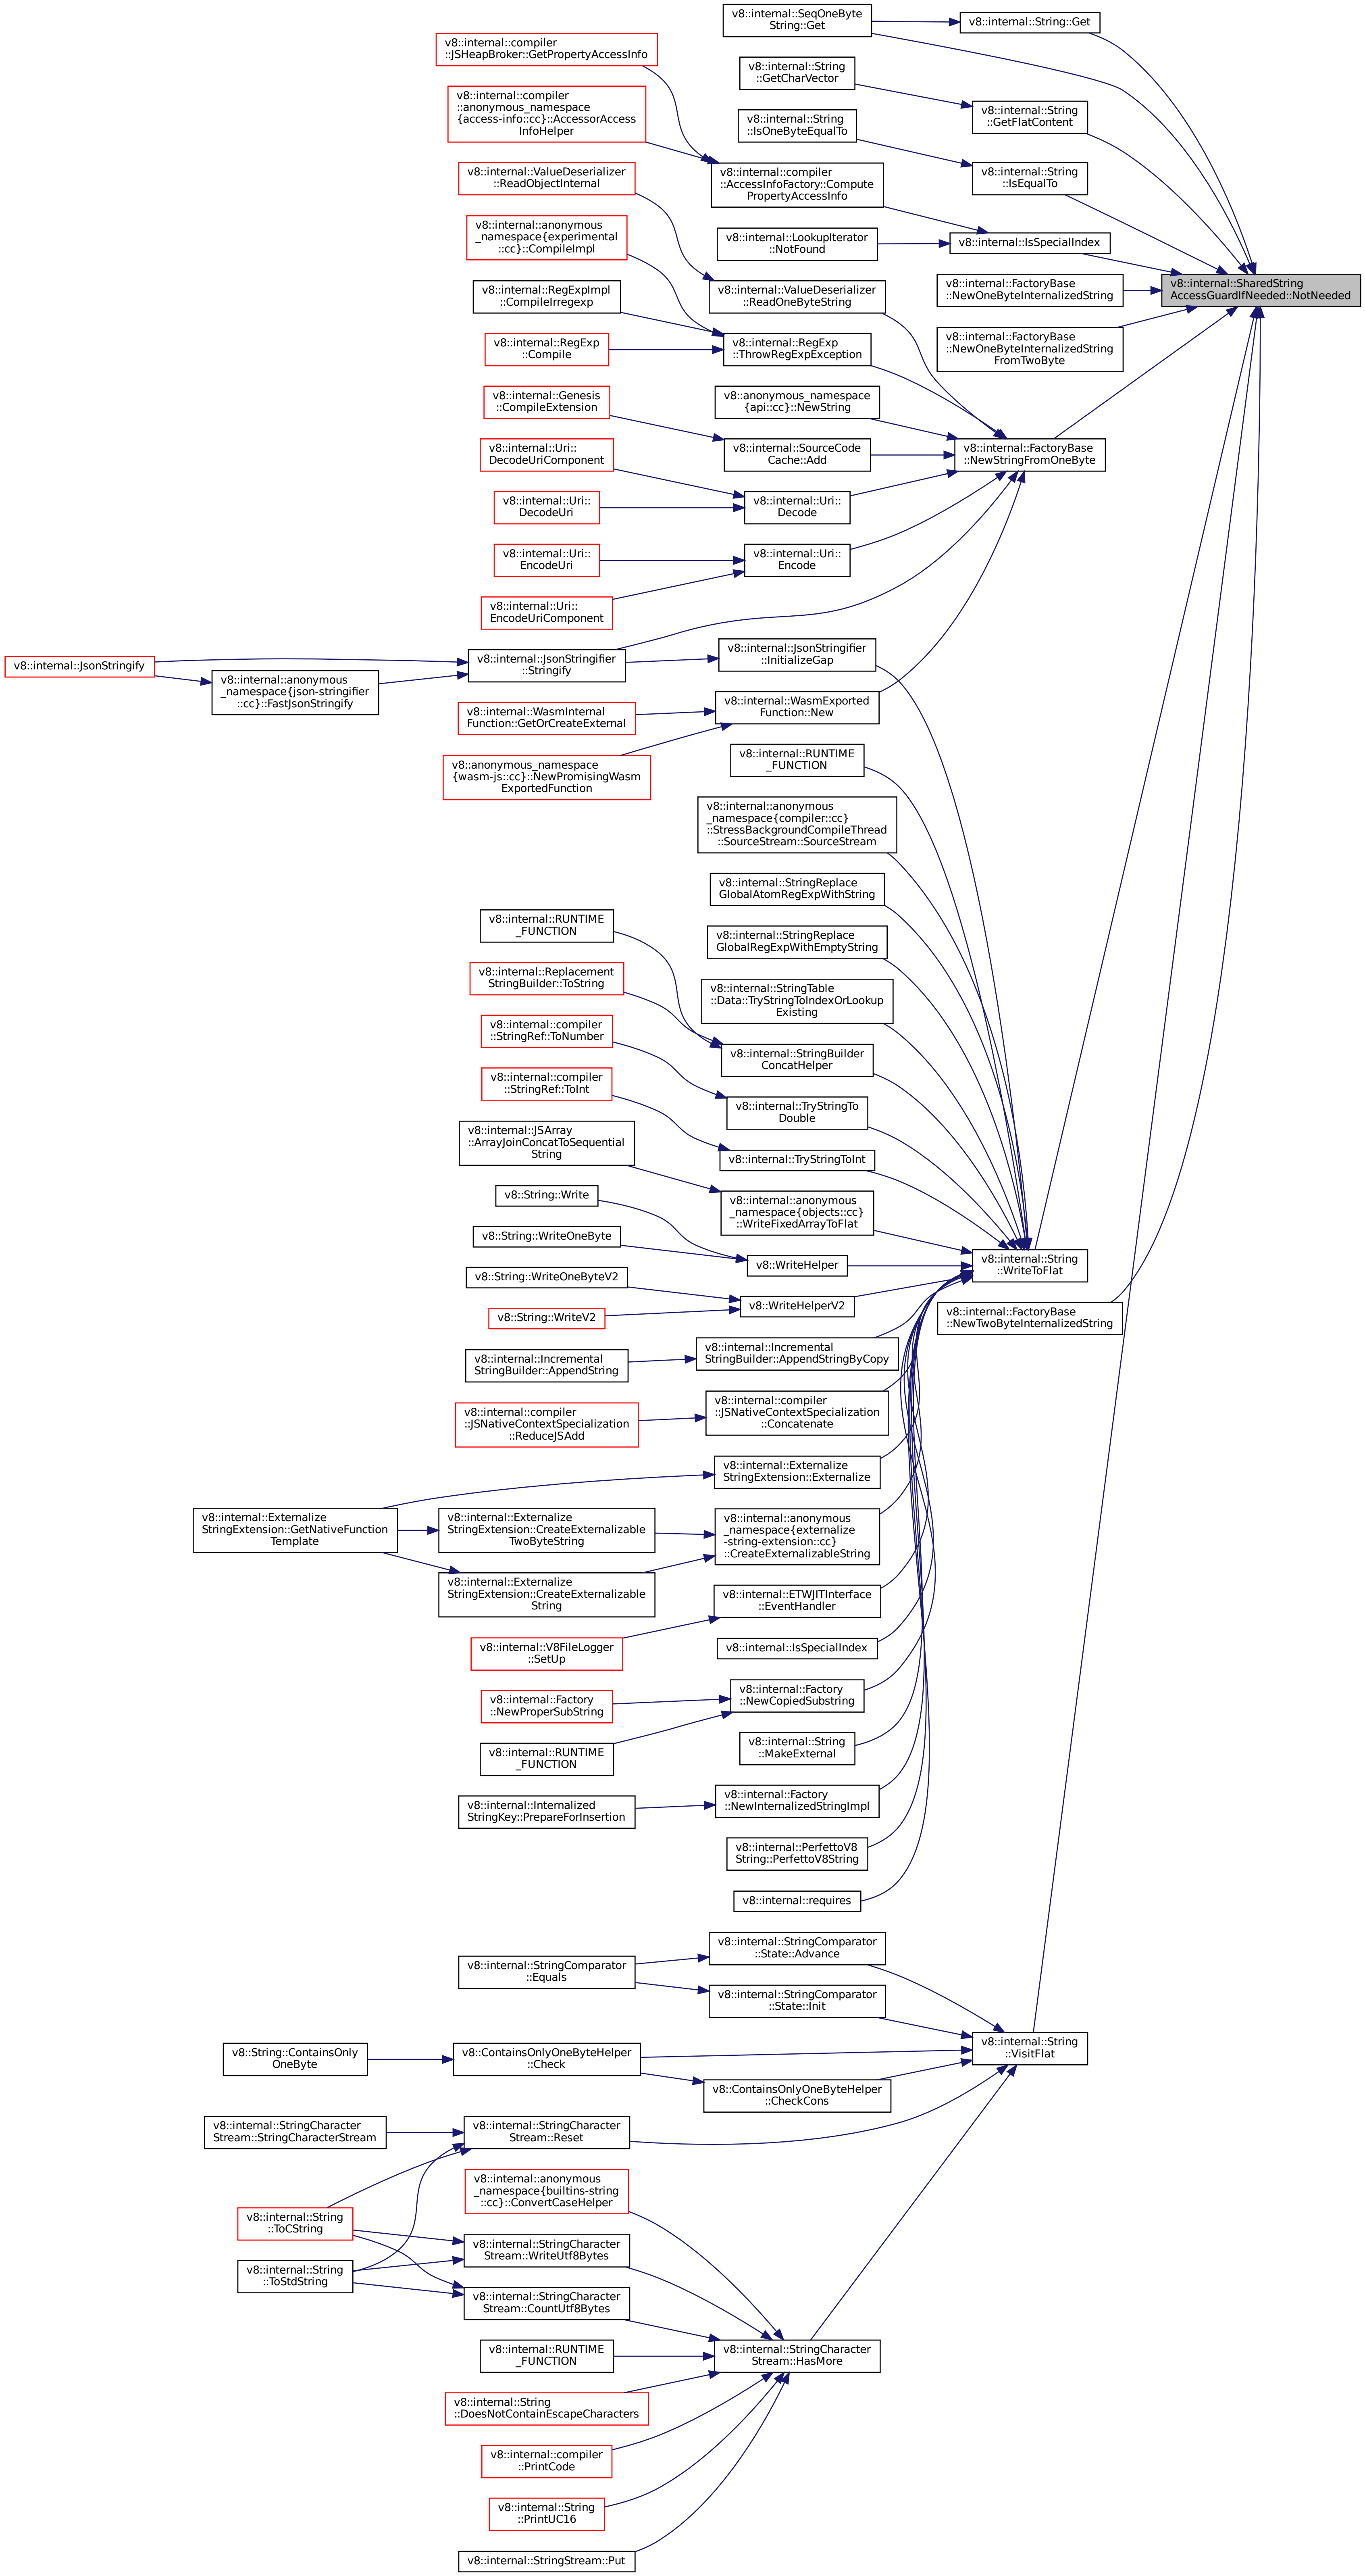 v8::internal::SeqOneByte
String::Get
v8::internal::String::Get
v8::internal::compiler
::JSHeapBroker::GetPropertyAccessInfo
v8::internal::String
::GetCharVector
v8::internal::compiler
::anonymous_namespace
{access-info::cc}::AccessorAccess
InfoHelper
v8::internal::String
::GetFlatContent
v8::internal::String
::IsOneByteEqualTo
v8::internal::ValueDeserializer
::ReadObjectInternal
v8::internal::compiler
::AccessInfoFactory::Compute
PropertyAccessInfo
v8::internal::String
::IsEqualTo
v8::internal::anonymous
_namespace{experimental
::cc}::CompileImpl
v8::internal::LookupIterator
::NotFound
v8::internal::IsSpecialIndex
v8::internal::SharedString
AccessGuardIfNeeded::NotNeeded
v8::internal::RegExpImpl
::CompileIrregexp
v8::internal::ValueDeserializer
::ReadOneByteString
v8::internal::FactoryBase
::NewOneByteInternalizedString
v8::internal::RegExp
::Compile
v8::internal::RegExp
::ThrowRegExpException
v8::internal::FactoryBase
::NewOneByteInternalizedString
FromTwoByte
v8::internal::Genesis
::CompileExtension
v8::anonymous_namespace
{api::cc}::NewString
v8::internal::Uri::
DecodeUriComponent
v8::internal::SourceCode
Cache::Add
v8::internal::FactoryBase
::NewStringFromOneByte
v8::internal::Uri::
DecodeUri
v8::internal::Uri::
Decode
v8::internal::Uri::
EncodeUri
v8::internal::Uri::
Encode
v8::internal::Uri::
EncodeUriComponent
v8::internal::JsonStringify
v8::internal::anonymous
_namespace{json-stringifier
::cc}::FastJsonStringify
v8::internal::JsonStringifier
::Stringify
v8::internal::JsonStringifier
::InitializeGap
v8::internal::WasmInternal
Function::GetOrCreateExternal
v8::internal::WasmExported
Function::New
v8::anonymous_namespace
{wasm-js::cc}::NewPromisingWasm
ExportedFunction
v8::internal::RUNTIME
_FUNCTION
v8::internal::anonymous
_namespace{compiler::cc}
::StressBackgroundCompileThread
::SourceStream::SourceStream
v8::internal::StringReplace
GlobalAtomRegExpWithString
v8::internal::RUNTIME
_FUNCTION
v8::internal::StringReplace
GlobalRegExpWithEmptyString
v8::internal::Replacement
StringBuilder::ToString
v8::internal::StringTable
::Data::TryStringToIndexOrLookup
Existing
v8::internal::compiler
::StringRef::ToNumber
v8::internal::StringBuilder
ConcatHelper
v8::internal::compiler
::StringRef::ToInt
v8::internal::TryStringTo
Double
v8::internal::JSArray
::ArrayJoinConcatToSequential
String
v8::internal::TryStringToInt
v8::String::Write
v8::internal::anonymous
_namespace{objects::cc}
::WriteFixedArrayToFlat
v8::String::WriteOneByte
v8::WriteHelper
v8::internal::String
::WriteToFlat
v8::String::WriteOneByteV2
v8::WriteHelperV2
v8::String::WriteV2
v8::internal::FactoryBase
::NewTwoByteInternalizedString
v8::internal::Incremental
StringBuilder::AppendString
v8::internal::Incremental
StringBuilder::AppendStringByCopy
v8::internal::compiler
::JSNativeContextSpecialization
::ReduceJSAdd
v8::internal::compiler
::JSNativeContextSpecialization
::Concatenate
v8::internal::Externalize
StringExtension::Externalize
v8::internal::Externalize
StringExtension::GetNativeFunction
Template
v8::internal::Externalize
StringExtension::CreateExternalizable
TwoByteString
v8::internal::anonymous
_namespace{externalize
-string-extension::cc}
::CreateExternalizableString
v8::internal::Externalize
StringExtension::CreateExternalizable
String
v8::internal::ETWJITInterface
::EventHandler
v8::internal::V8FileLogger
::SetUp
v8::internal::IsSpecialIndex
v8::internal::Factory
::NewProperSubString
v8::internal::Factory
::NewCopiedSubstring
v8::internal::RUNTIME
_FUNCTION
v8::internal::String
::MakeExternal
v8::internal::Internalized
StringKey::PrepareForInsertion
v8::internal::Factory
::NewInternalizedStringImpl
v8::internal::PerfettoV8
String::PerfettoV8String
v8::internal::requires
v8::internal::StringComparator
::Equals
v8::internal::StringComparator
::State::Advance
v8::internal::StringComparator
::State::Init
v8::internal::String
::VisitFlat
v8::String::ContainsOnly
OneByte
v8::ContainsOnlyOneByteHelper
::Check
v8::ContainsOnlyOneByteHelper
::CheckCons
v8::internal::StringCharacter
Stream::StringCharacterStream
v8::internal::StringCharacter
Stream::Reset
v8::internal::anonymous
_namespace{builtins-string
::cc}::ConvertCaseHelper
v8::internal::String
::ToCString
v8::internal::StringCharacter
Stream::WriteUtf8Bytes
v8::internal::String
::ToStdString
v8::internal::StringCharacter
Stream::CountUtf8Bytes
v8::internal::RUNTIME
_FUNCTION
v8::internal::StringCharacter
Stream::HasMore
v8::internal::String
::DoesNotContainEscapeCharacters
v8::internal::compiler
::PrintCode
v8::internal::String
::PrintUC16
v8::internal::StringStream::Put